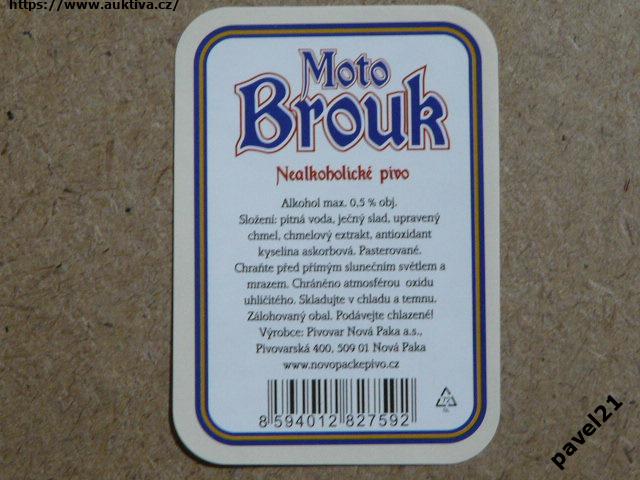 https://www.auktiva.cz/
Moto
Brouk
Nealkoholické pivo
Alkohol max. 0,5 % obj.
Složení: pitná voda, ječný slad, upravený
chmel, chmelový extrakt, antioxidant
kyselina askorbová. Pasterované.
Chraňte před přímým slunečním světlem a
mrazem. Chráněno atmosférou oxidu
uhličitého. Skladujte v chladu a temnu.
Zálohovaný obal. Podávejte chlazené!
Výrobce: Pivovar Nová Paka a.s.,
Pivovarská 400, 509 01 Nová Paka
www.novopackepivo.cz
8 594012 827592
pavel21